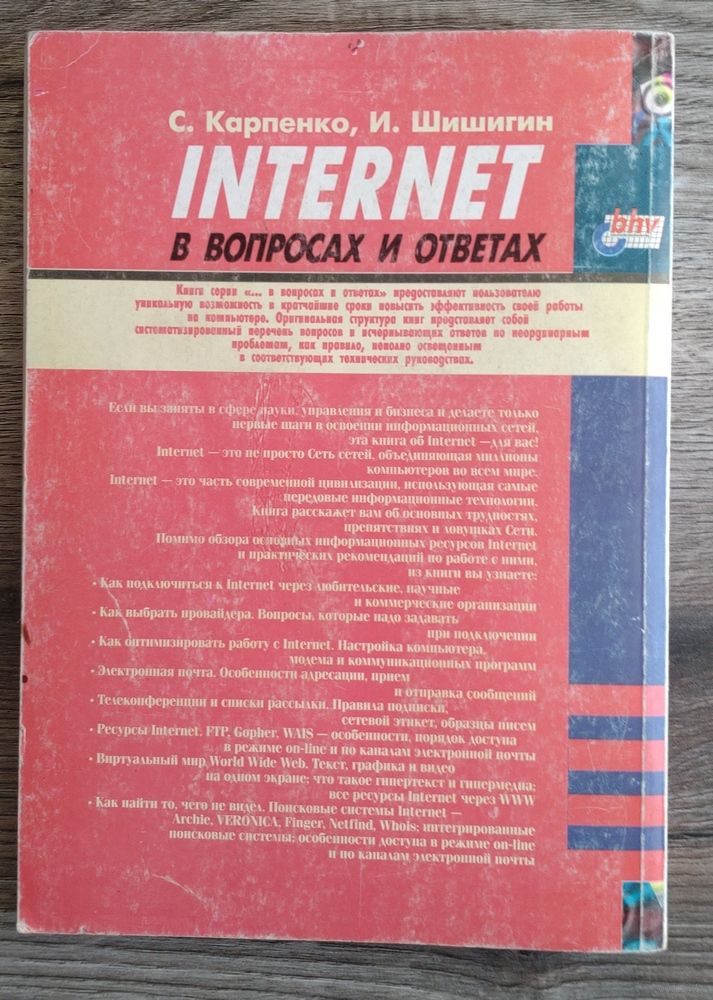 С. Карпенко, И. Шишигин
INTERNET
В ВОПРОСАХ И ОТВЕТАХ
bhv
Книги серии «... в вопросах и ответах» предоставляют пользователю
уникальную возможность в кратчайшие сроки повысить эффективность своей работы
на компьютере. Оригинальная структура книг представляет собой
систематизированный перечень вопросов и исчерпывающих ответов по неординарным
проблемам, как правило, неполно освещенным
в соответствующих технических руководствах.
Если вы заняты в сфере науки, управления и бизнеса и делаете только
первые шаги в освоении информационных сетей,
эта книга об Internet —для вас!
Internet — это не просто Сеть сетей, объединяющая миллионы
компьютеров во всем мире.
Internet — это часть современной цивилизации, использующая самые
передовые информационные технологии.
Книга расскажет вам об основных трудностях,
препятствиях и ловушках Сети.
Помимо обзора основных информационных ресурсов Internet
и практических рекомендаций по работе с ними,
из книги вы узнаете:
• Как подключиться к Internet через любительские, научные
и коммерческие организации
• Как выбрать провайдера. Вопросы, которые надо задавать
при подключении
• Как оптимизировать работу с Internet. Настройка компьютера,
модема и коммуникационных программ
• Электронная почта. Особенности адресации, прием
и отправка сообщений
• Телеконференции и списки рассылки. Правила подписки,
сетевой этикет, образцы писем
• Ресурсы Internet. FTP, Gopher, WAIS — особенности, порядок доступа
в режиме on-line и по каналам электронной почты
• Виртуальный мир World Wide Web. Текст, графика и видео
на одном экране; что такое гипертекст и гипермедиа;
все ресурсы Internet через WWW
• Как найти то, чего не видел. Поисковые системы Internet —
Archie, VERONICA, Finger, Netfind, Whois; интегрированные
поисковые системы; особенности доступа в режиме on-line
и по каналам электронной почты